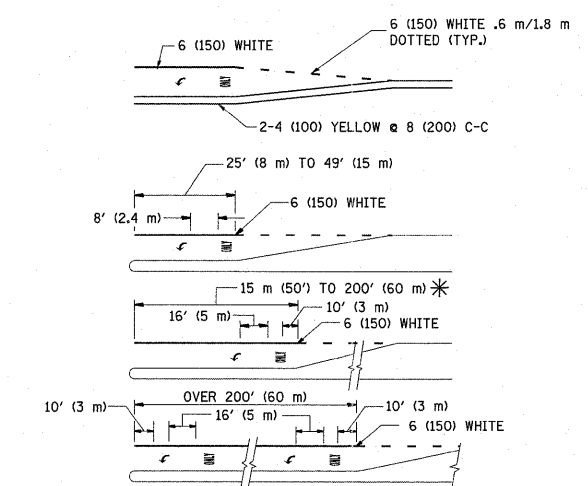 6 (150) WHITE .6 m/1.8 m
DOTTED (TYP.)
6 (150) WHITE
ONLY
2-4 (100) YELLOW @ 8 (200) C-C
25' (8 m) TO 49' (15 m)
6 (150) WHITE
8' (2.4 m)
ONLY
15 m (50') TO 200' (60 m) *
16' (5 m)
10' (3 m)
6 (150) WHITE
ONLY
OVER 200' (60 m)
10' (3 m)
16' (5 m)
10' (3 m)
6 (150) WHITE
ONLY
ONLY